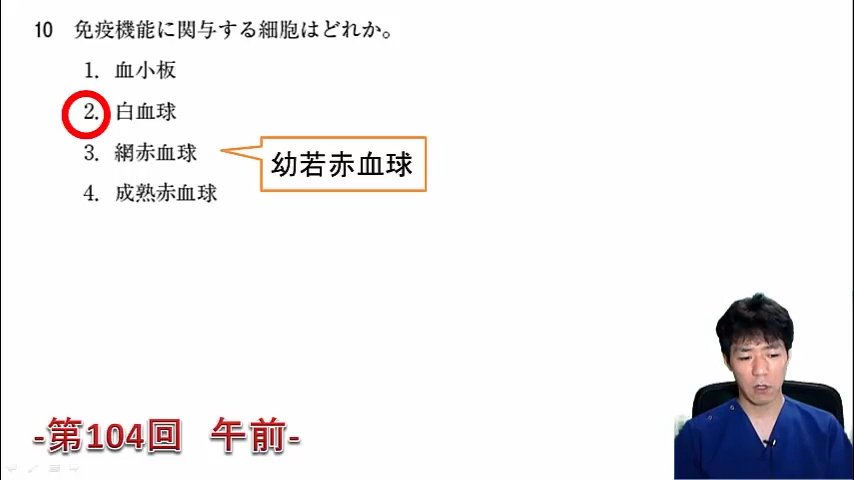 10 免疫機能に関与する細胞はどれか。
1. 血小板
2. 白血球
3. 網赤血球
幼若赤血球
4. 成熟赤血球
-第104回 午前-